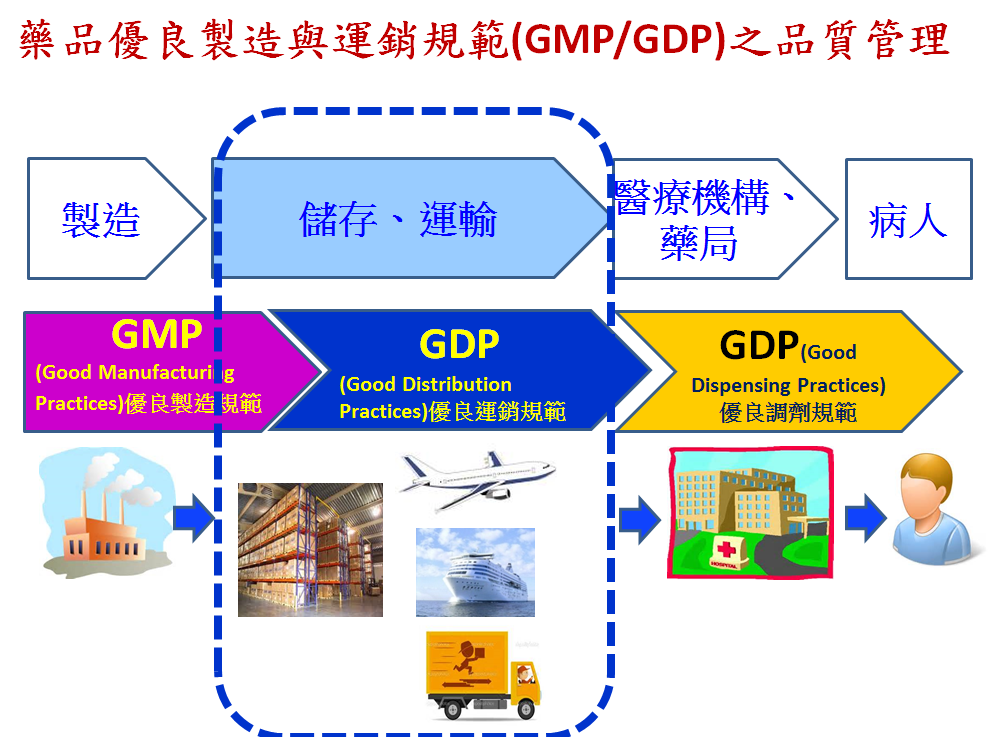 藥品優良製造與運銷規範(GMP/GDP)之品質管理
製造
儲存、運輸
醫療機構、
藥局
病人
GMP
(Good Manufacturing
Practices)優良製造規範
GDP
(Good Distribution
Practices)優良運銷規範
GDP(Good
Dispensing Practices)
優良調劑規範
HOSPITAL